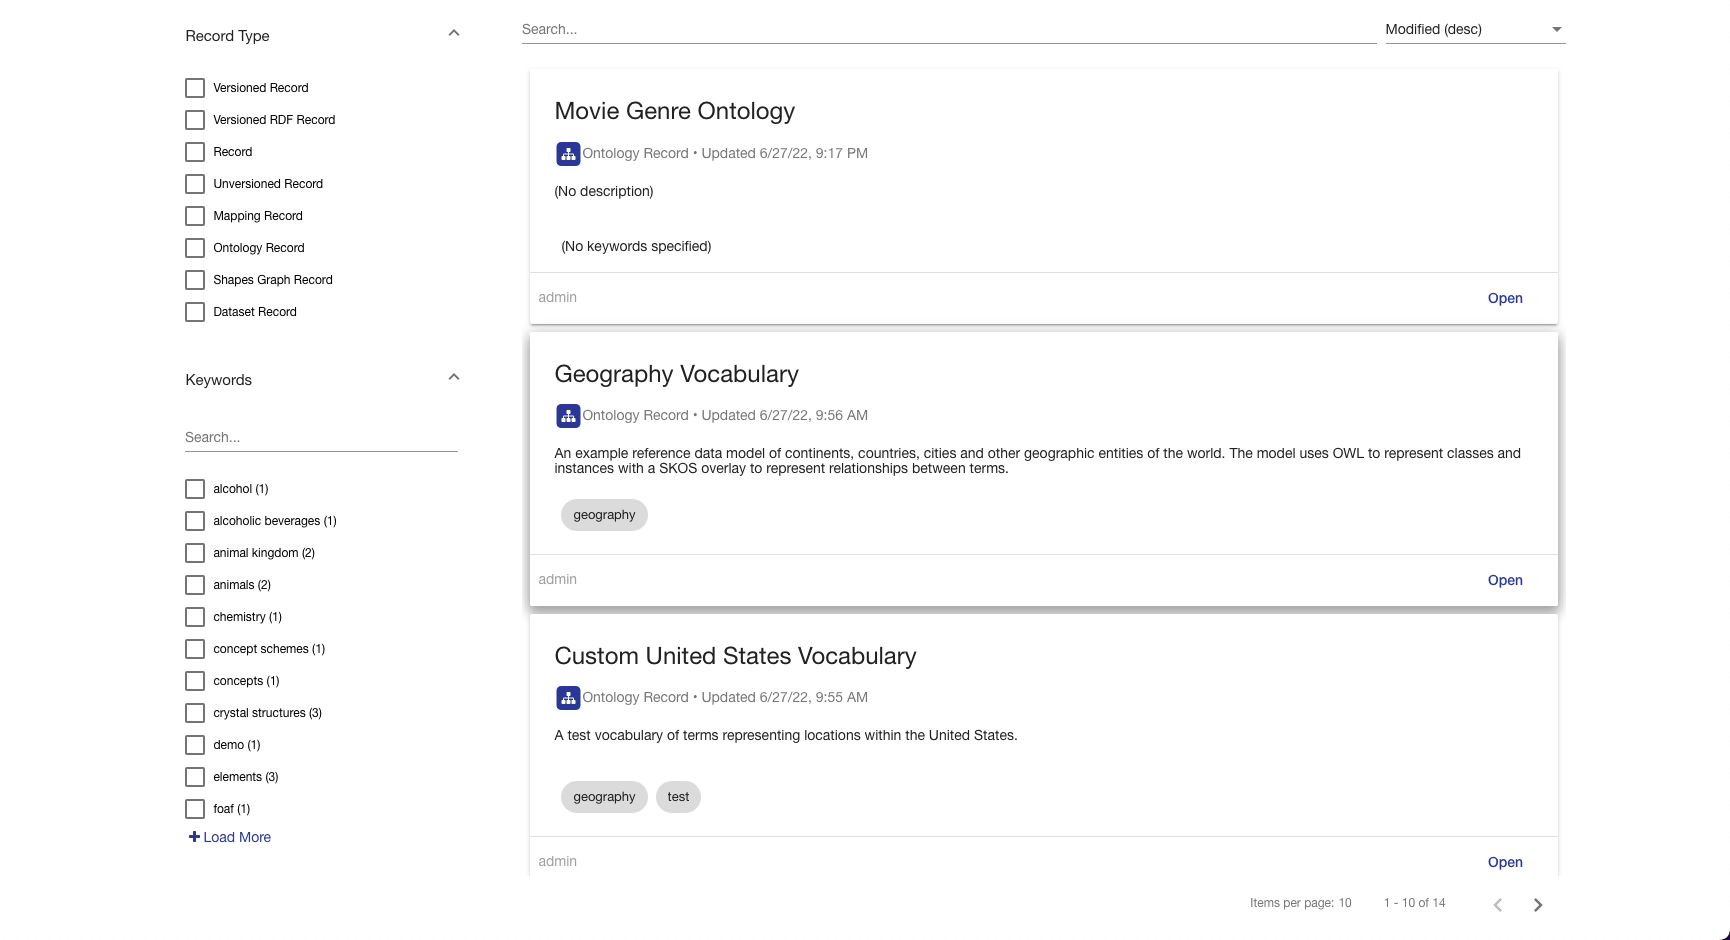 Record Type
Versioned Record
Versioned RDF Record
Record
Unversioned Record
Mapping Record
Ontology Record
Shapes Graph Record
Dataset Record
Keywords
Search...
alcohol (1)
alcoholic beverages (1)
animal kingdom (2)
animals (2)
chemistry (1)
concept schemes (1)
concepts (1)
crystal structures (3)
demo (1)
elements (3)
foaf (1)
+ Load More
Search...
Modified (desc)
Movie Genre Ontology
Ontology Record • Updated 6/27/22, 9:17 PM
(No description)
(No keywords specified)
admin
Open
Geography Vocabulary
Ontology Record • Updated 6/27/22, 9:56 AM
An example reference data model of continents, countries, cities and other geographic entities of the world. The model uses OWL to represent classes and
instances with a SKOS overlay to represent relationships between terms.
geography
admin
Open
Custom United States Vocabulary
Ontology Record • Updated 6/27/22, 9:55 AM
A test vocabulary of terms representing locations within the United States.
geography test
admin
Open
Items per page: 10
1 - 10 of 14